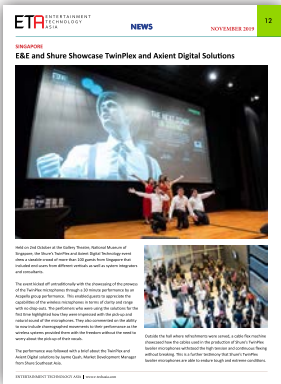 ETA ENTERTAINMENT
TECHNOLOGY
ASIA
NEWS
NOVEMBER 2019
12
SINGAPORE
E&E and Shure Showcase TwinPlex and Axient Digital Solutions
Held on 2nd October at the Gallery Theatre, National Museum of
Singapore, the Shure's TwinPlex and Axient Digital Technology event
drew a sizeable crowd of more than 100 guests from Singapore that
included end users from different verticals as well as system integrators
and consultants.
The event kicked off untraditionally with the showcasing of the prowess
of the TwinPlex microphones through a 30 minute performance by an
Acapella group performance. This enabled guests to appreciate the
capabilities of the wireless microphones in terms of clarity and range
with no drop outs. The performers who were using the solutions for the
first time highlighted how they were impressed with the pick-up and
natural sound of the microphones. They also commented on the ability
to now include choreographed movements to their performance as the
wireless systems provided them with the freedom without the need to
worry about the pick-up of their vocals.
The performance was followed with a brief about the TwinPlex and
Axient Digital solutions by Jayme Quah, Market Development Manager
from Shure Southeast Asia.
Outside the hall where refreshments were served, a cable flex machine
showcased how the cables used in the production of Shure's TwinPlex
lavalier microphones withstood the high tension and continuous flexing
without breaking. This is a further testimony that Shure's TwinPlex
lavalier microphones are able to endure tough and extreme conditions.
ENTERTAINMENT TECHNOLOGY ASIA | www.e-techasia.com